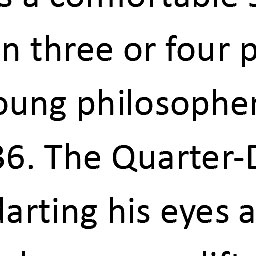 s a comfortable s
n three or four p
oung philosopher
36. The Quarter-D
darting his eyes a